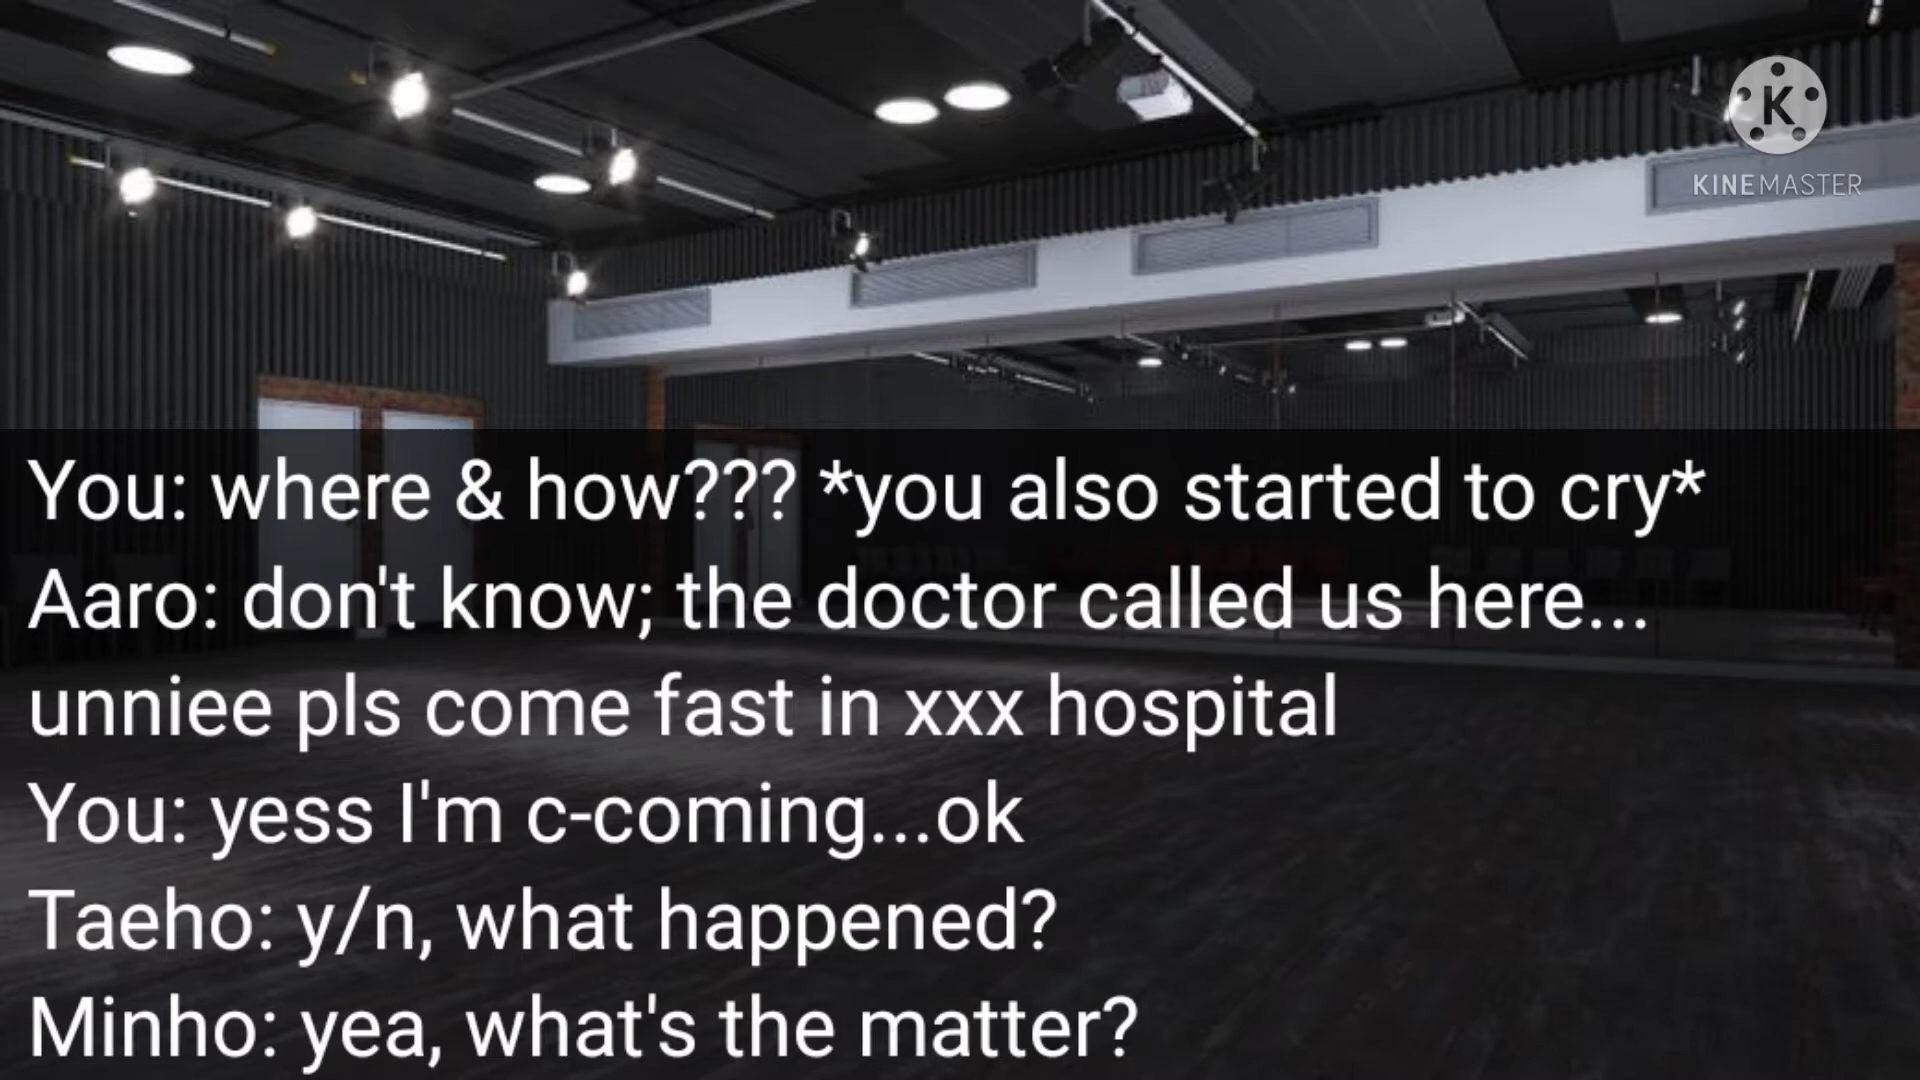 K
KINEMASTER
You: where & how??? *you also started to cry*
Aaro: don't know; the doctor called us here...
unniee pls come fast in xxx hospital
You: yess I'm c-coming...ok
Taeho: y/n, what happened?
Minho: yea, what's the matter?